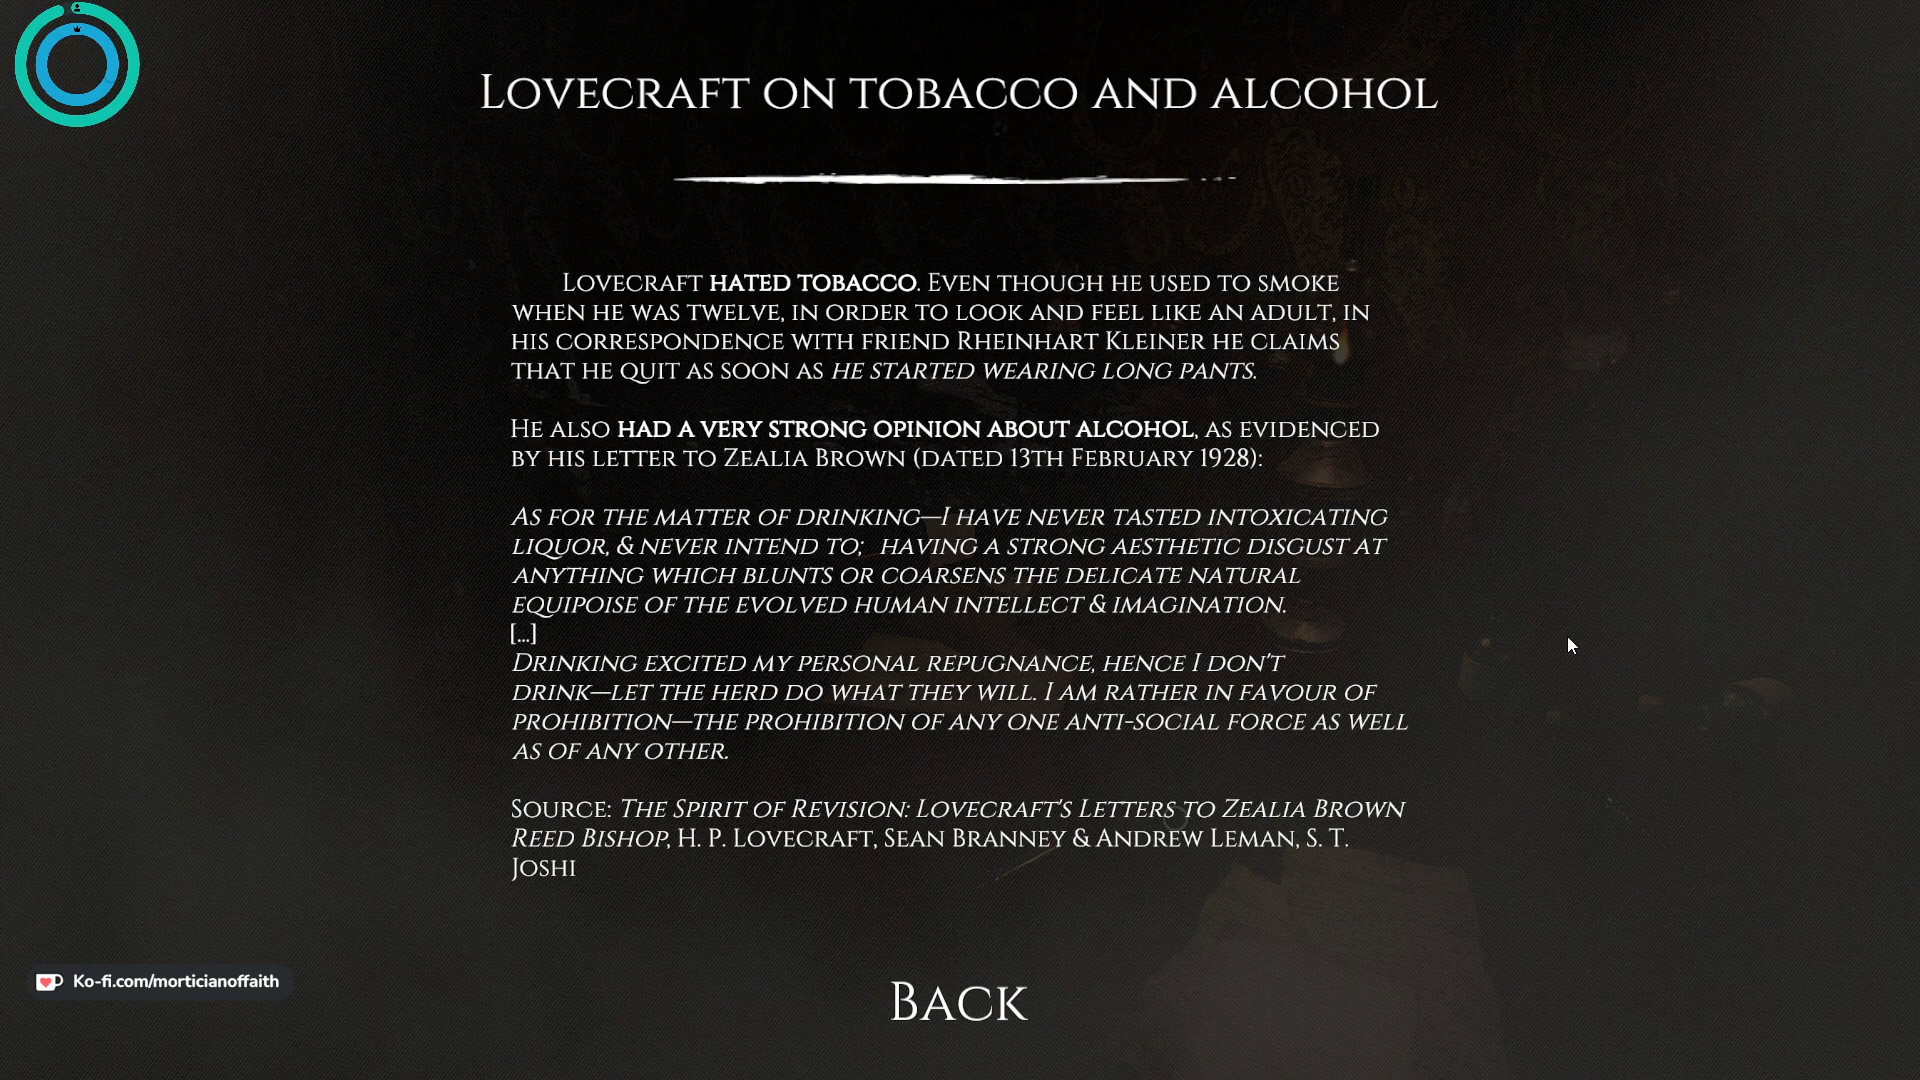 Lovecraft on tobacco and alcohol
Lovecraft hated tobacco. Even though he used to smoke
when he was twelve, in order to look and feel like an adult, in
his correspondence with friend Rheinhart Kleiner he claims
that he quit as soon as he started wearing long pants.
He also had a very strong opinion about alcohol, as evidenced
by his letter to Zealia Brown (dated 13th February 1928):
As for the matter of drinking—I have never tasted intoxicating
liquor, & never intend to; having a strong aesthetic disgust at
anything which blunts or coarsens the delicate natural
equipoise of the evolved human intellect & imagination.
[...]
Drinking excited my personal repugnance, hence I don't
drink—let the herd do what they will. I am rather in favour of
prohibition—the prohibition of any one anti-social force as well
as of any other.
Source: The Spirit of Revision: Lovecraft's Letters to Zealia Brown
Reed Bishop, H. P. Lovecraft, Sean Branney & Andrew Leman, S. T.
Joshi
Ko-fi.com/morticianoffaith
Back